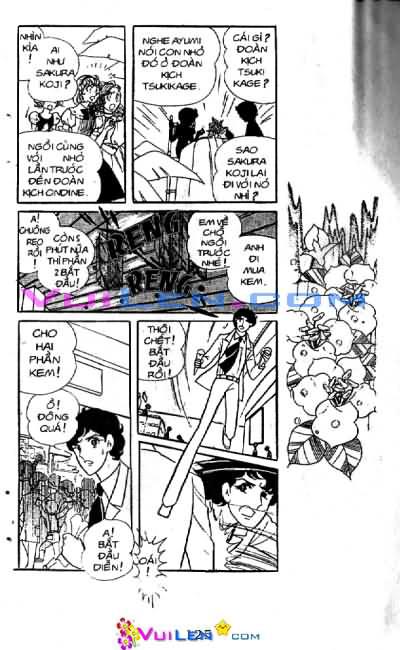 NHÌN
KÌA
!
AI
NHƯ
SAKURA
KOJI?
NGHE AYUMI
NÓI CON NHỎ
ĐÓ Ở ĐOÀN
KỊCH
TSUKIKAGE.
CÁI GÌ?
ĐOÀN
KỊCH
TSUKI
KAGE?
NGỒI CÙNG
VỚI NHỎ
LẦN TRƯỚC
ĐẾN ĐOÀN
KỊCH ONDINE.
SAO
SAKURA
KOJI LẠI
ĐI VỚI NÓ
NHỈ?
A!
CHUÔNG
REO
RỒI!
CÒN 5
PHÚT NỮA
THÌ PHẦN
2 BẮT
ĐẦU!
RENG!
RENG!
EM VỀ
CHỖ
NGỒI
TRƯỚC
NHÉ!
ANH
ĐI
MUA
KEM.
VUILEN.COM
CHO
HAI
PHẦN
KEM!
THÔI
CHẾT!
BẮT
ĐẦU
RỒI!
Ồ!
ĐÔNG
QUÁ!
A!
BẮT
ĐẦU
DIỄN!
OÁI
!
VUILEN.COM
125